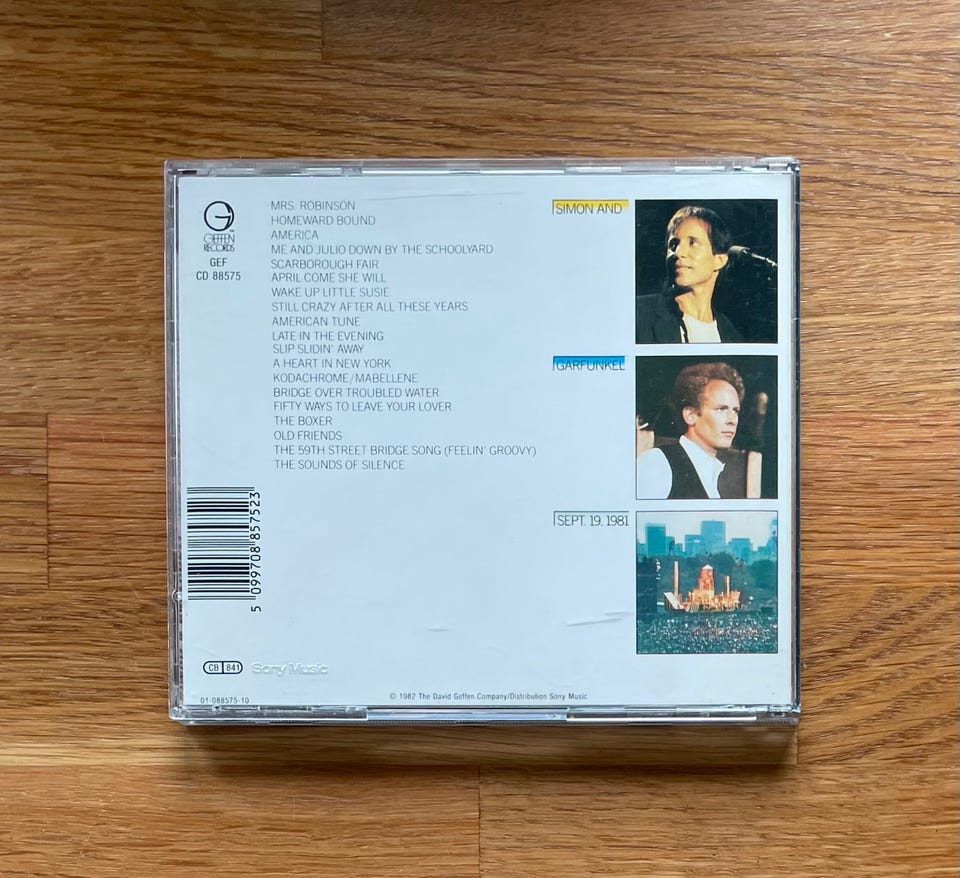 GEFFEN
RECORDS
GEF
CD 88575
MRS. ROBINSON
HOMEWARD BOUND
AMERICA
ME AND JULIO DOWN BY THE SCHOOLYARD
SCARBOROUGH FAIR
APRIL COME SHE WILL
WAKE UP LITTLE SUSIE
STILL CRAZY AFTER ALL THESE YEARS
AMERICAN TUNE
LATE IN THE EVENING
SLIP SLIDIN' AWAY
A HEART IN NEW YORK
KODACHROME/MABELLENE
BRIDGE OVER TROUBLED WATER
FIFTY WAYS TO LEAVE YOUR LOVER
THE BOXER
OLD FRIENDS
THE 59TH STREET BRIDGE SONG (FEELIN' GROOVY)
THE SOUNDS OF SILENCE
SIMON AND
GARFUNKEL
SEPT. 19. 1981
5 099708 857523
CB 841
Sony Music
01-088575-10
© 1982 The David Geffen Company/Distribution Sony Music